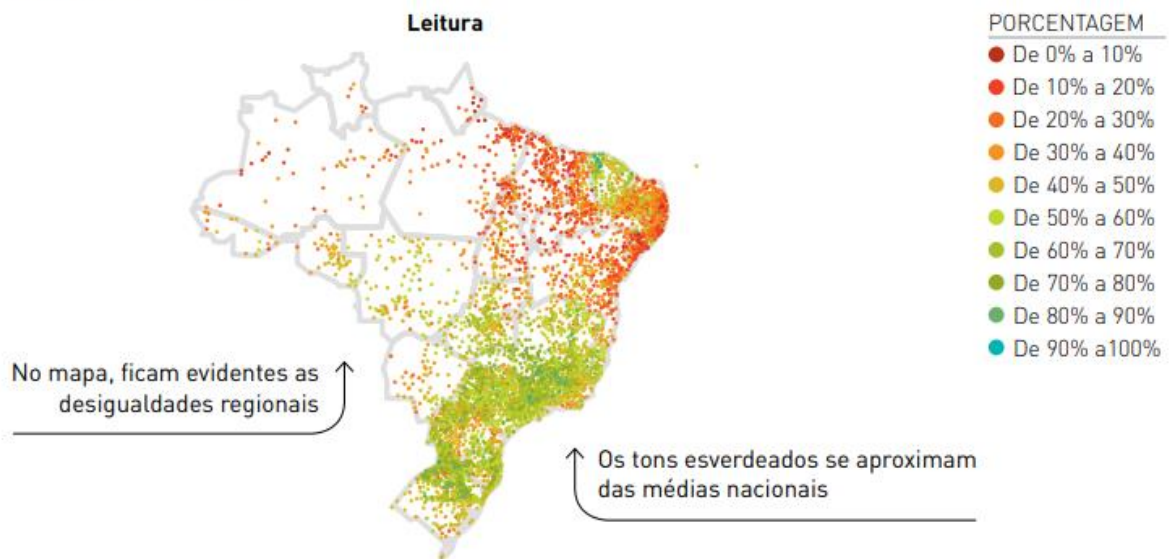 Leitura
PORCENTAGEM
De 0% a 10%
De 10% a 20%
De 20% a 30%
De 30% a 40%
De 40% a 50%
De 50% a 60%
De 60% a 70%
De 70% a 80%
De 80% a 90%
De 90% a100%
No mapa, ficam evidentes as
desigualdades regionais
Os tons esverdeados se aproximam
das médias nacionais